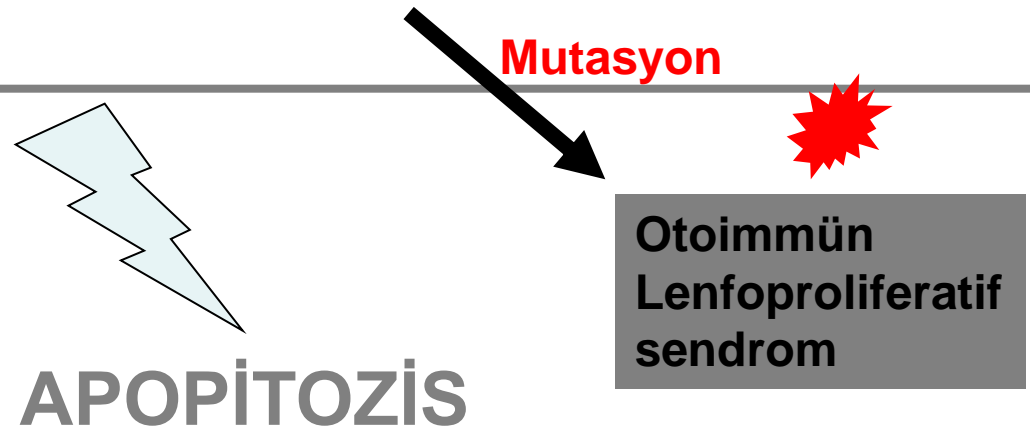 Mutasyon
Otoimmün
Lenfoproliferatif
sendrom
APOPİTOZİS